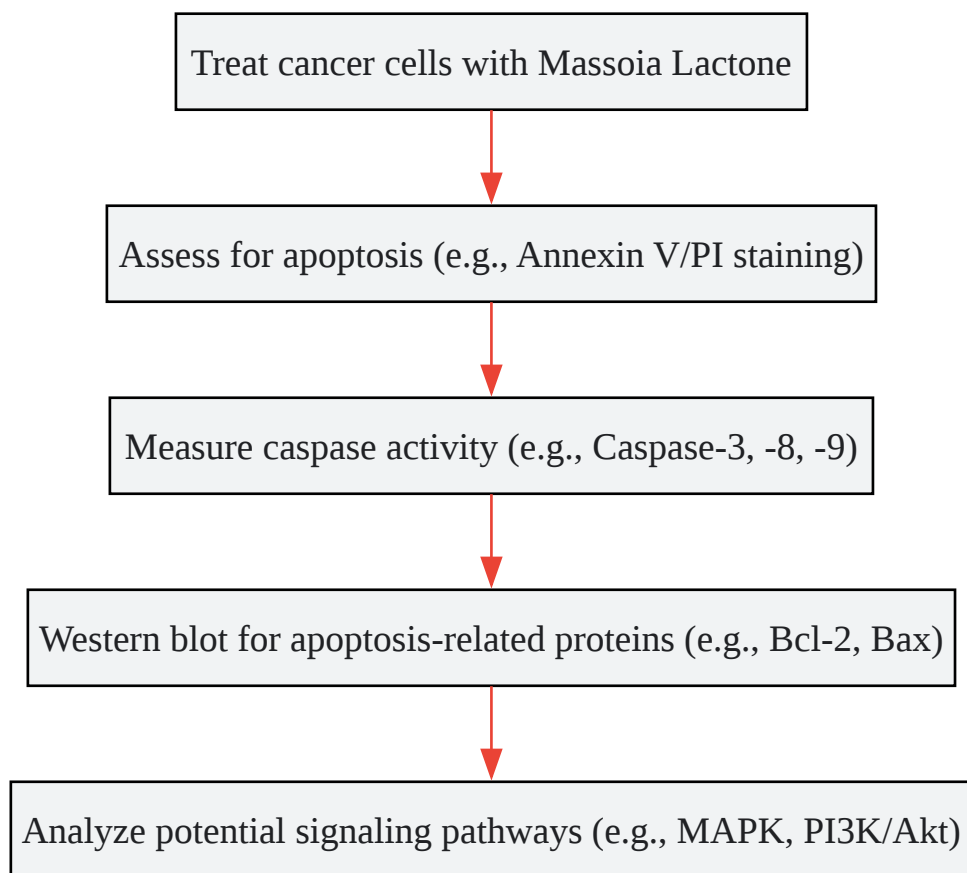 Treat cancer cells with Massoia Lactone
Assess for apoptosis (e.g., Annexin V/PI staining)
Measure caspase activity (e.g., Caspase-3, -8, -9)
Western blot for apoptosis-related proteins (e.g., Bcl-2, Bax)
Analyze potential signaling pathways (e.g., MAPK, PI3K/Akt)